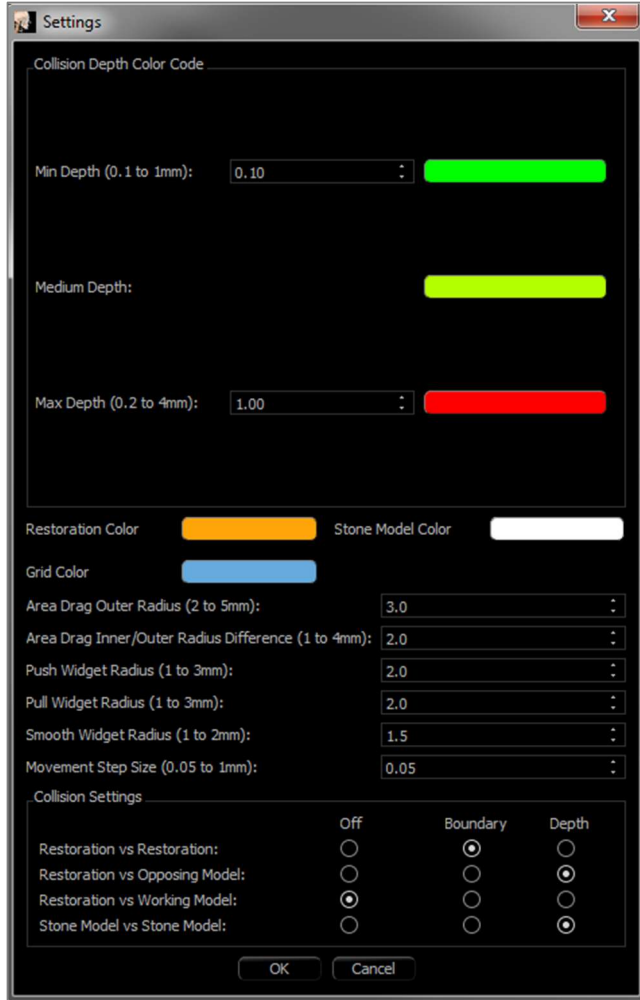 Settings
Collision Depth Color Code
Min Depth (0.1 to 1mm): 0.10
Medium Depth:
Max Depth (0.2 to 4mm): 1.00
Restoration Color Stone Model Color
Grid Color
Area Drag Outer Radius (2 to 5mm): 3.0
Area Drag Inner/Outer Radius Difference (1 to 4mm): 2.0
Push Widget Radius (1 to 3mm): 2.0
Pull Widget Radius (1 to 3mm): 2.0
Smooth Widget Radius (1 to 2mm): 1.5
Movement Step Size (0.05 to 1mm): 0.05
Collision Settings
Off Boundary Depth
Restoration vs Restoration:
Restoration vs Opposing Model:
Restoration vs Working Model:
Stone Model vs Stone Model:
OK Cancel